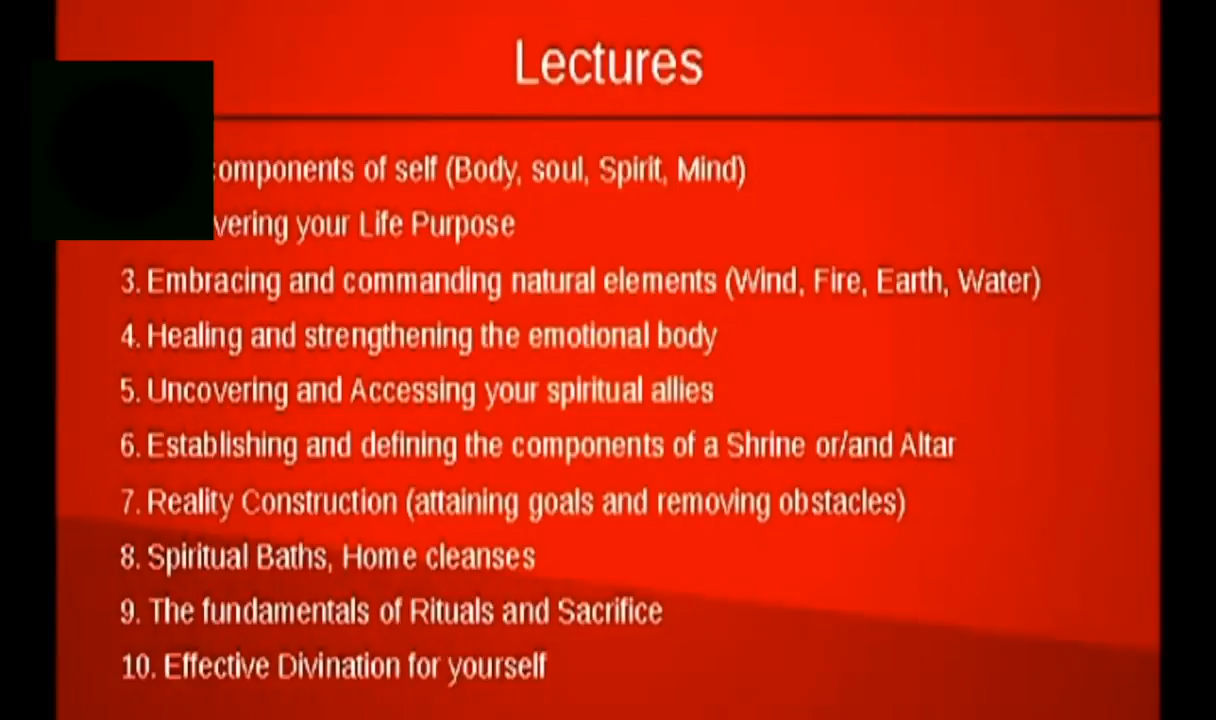 Lectures
of self (Body, soul, Spirit, Mind)
your Life Purpose
3. Embracing and commanding natural elements (Wind, Fire, Earth, Water)
4. Healing and strengthening the emotional body
5. Uncovering and Accessing your spiritual allies
6. Establishing and defining the components of a Shrine or/and Altar
7. Reality Construction (attaining goals and removing obstacles)
8. Spiritual Baths, Home cleanses
9. The fundamentals of Rituals and Sacrifice
10. Effective Divination for yourself